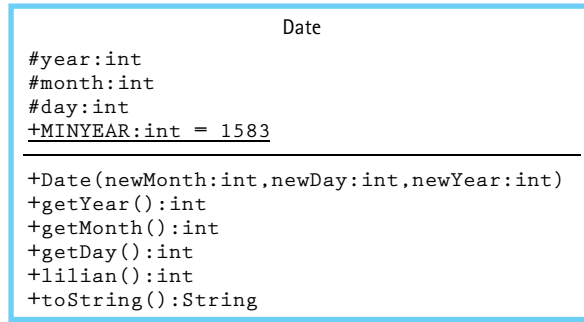 Date
#year:int
#month:int
#day:int
+MINYEAR:int = 1583
+Date(newMonth:int,newDay:int,newYear:int)
+getYear():int
+getMonth():int
+getDay():int
+lilian():int
+toString():String